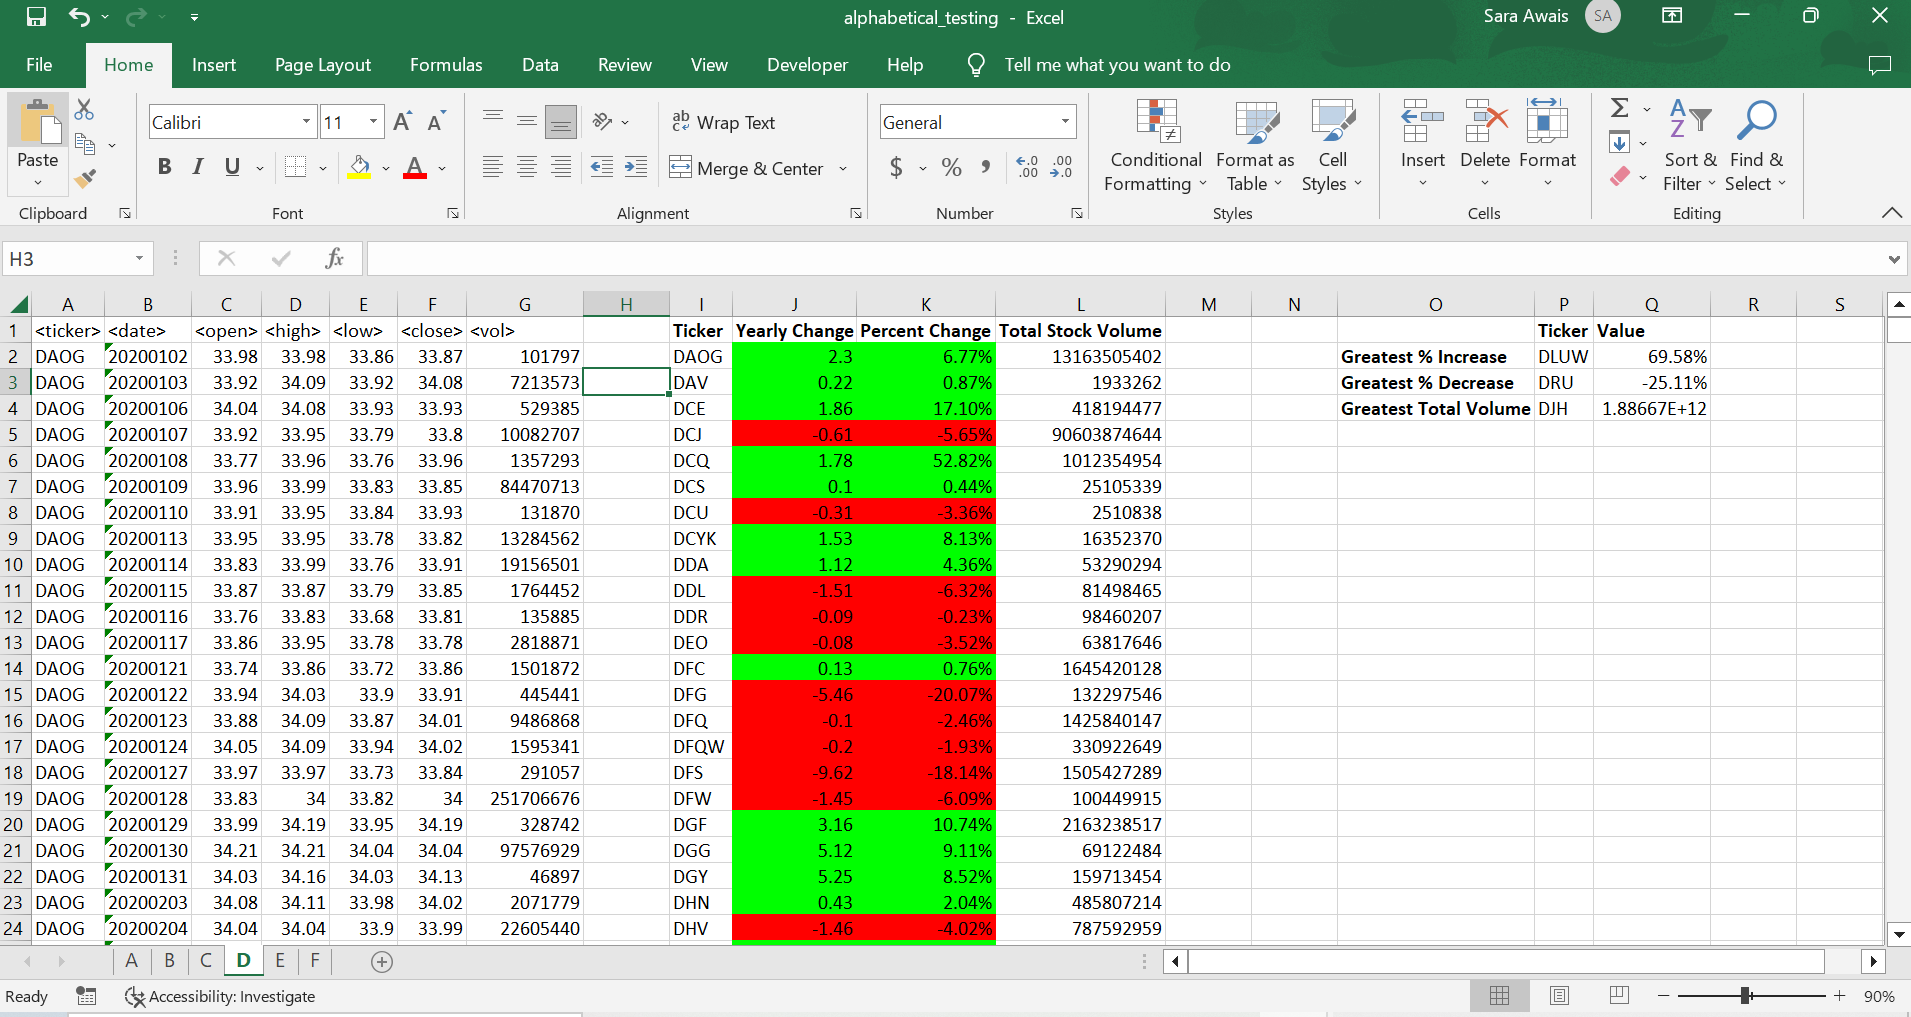 alphabetical_testing - Excel
Sara Awais SA
File Home Insert Page Layout Formulas Data Review View Developer Help Tell me what you want to do
Calibri 11 A A ab Wrap Text General
Paste B I U A Merge & Center $ % , Conditional Formatting Format as Table Cell Styles Insert Delete Format Sort & Filter Find & Select
Clipboard Font Alignment Number Styles Cells Editing
H3 fx
A B C D E F G H I J K L M N O P Q R S
1 <ticker> <date> <open> <high> <low> <close> <vol> Ticker Yearly Change Percent Change Total Stock Volume Ticker Value
2 DAOG 20200102 33.98 33.98 33.86 33.87 101797 DAOG 2.3 6.77% 13163505402 Greatest % Increase DLUW 69.58%
3 DAOG 20200103 33.92 34.09 33.92 34.08 7213573 DAV 0.22 0.87% 1933262 Greatest % Decrease DRU -25.11%
4 DAOG 20200106 34.04 34.08 33.93 33.93 529385 DCE 1.86 17.10% 418194477 Greatest Total Volume DJH 1.88667E+12
5 DAOG 20200107 33.92 33.95 33.79 33.8 10082707 DCJ -0.61 -5.65% 90603874644
6 DAOG 20200108 33.77 33.96 33.76 33.96 1357293 DCQ 1.78 52.82% 1012354954
7 DAOG 20200109 33.96 33.99 33.83 33.85 84470713 DCS 0.1 0.44% 25105339
8 DAOG 20200110 33.91 33.95 33.84 33.93 131870 DCU -0.31 -3.36% 2510838
9 DAOG 20200113 33.95 33.95 33.78 33.82 13284562 DCYK 1.53 8.13% 16352370
10 DAOG 20200114 33.83 33.99 33.76 33.91 19156501 DDA 1.12 4.36% 53290294
11 DAOG 20200115 33.87 33.87 33.79 33.85 1764452 DDL -1.51 -6.32% 81498465
12 DAOG 20200116 33.76 33.83 33.68 33.81 135885 DDR -0.09 -0.23% 98460207
13 DAOG 20200117 33.86 33.95 33.78 33.78 2818871 DEO -0.08 -3.52% 63817646
14 DAOG 20200121 33.74 33.86 33.72 33.86 1501872 DFC 0.13 0.76% 1645420128
15 DAOG 20200122 33.94 34.03 33.9 33.91 445441 DFG -5.46 -20.07% 132297546
16 DAOG 20200123 33.88 34.09 33.87 34.01 9486868 DFQ -0.1 -2.46% 1425840147
17 DAOG 20200124 34.05 34.09 33.94 34.02 1595341 DFQW -0.2 -1.93% 330922649
18 DAOG 20200127 33.97 33.97 33.73 33.84 291057 DFS -9.62 -18.14% 1505427289
19 DAOG 20200128 33.83 34 33.82 34 251706676 DFW -1.45 -6.09% 100449915
20 DAOG 20200129 33.99 34.19 33.95 34.19 328742 DGF 3.16 10.74% 2163238517
21 DAOG 20200130 34.21 34.21 34.04 34.04 97576929 DGG 5.12 9.11% 69122484
22 DAOG 20200131 34.03 34.16 34.03 34.13 46897 DGY 5.25 8.52% 159713454
23 DAOG 20200203 34.08 34.11 33.98 34.02 2071779 DHN 0.43 2.04% 485807214
24 DAOG 20200204 34.04 34.04 33.9 33.99 22605440 DHV -1.46 -4.02% 787592959
A B C D E F
Ready Accessibility: Investigate 90%